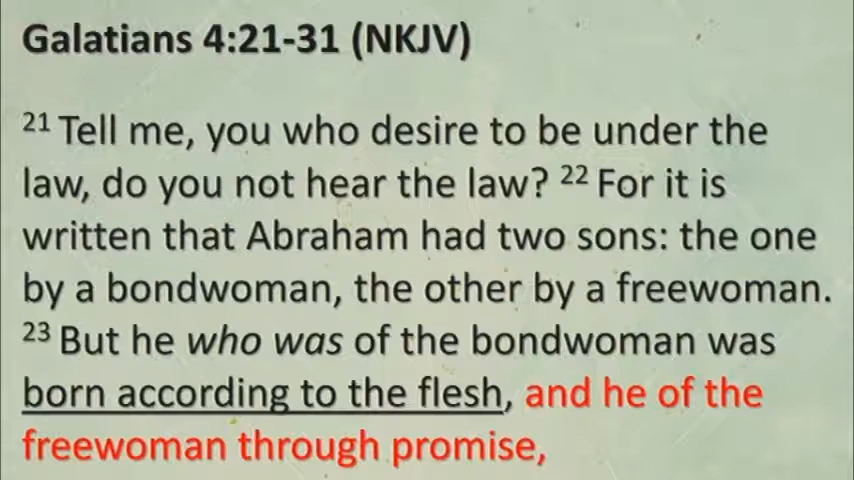 Galatians 4:21-31 (NKJV)
21 Tell me, you who desire to be under the
law, do you not hear the law? 22 For it is
written that Abraham had two sons: the one
by a bondwoman, the other by a freewoman.
23 But he who was of the bondwoman was
born according to the flesh, and he of the
freewoman through promise,